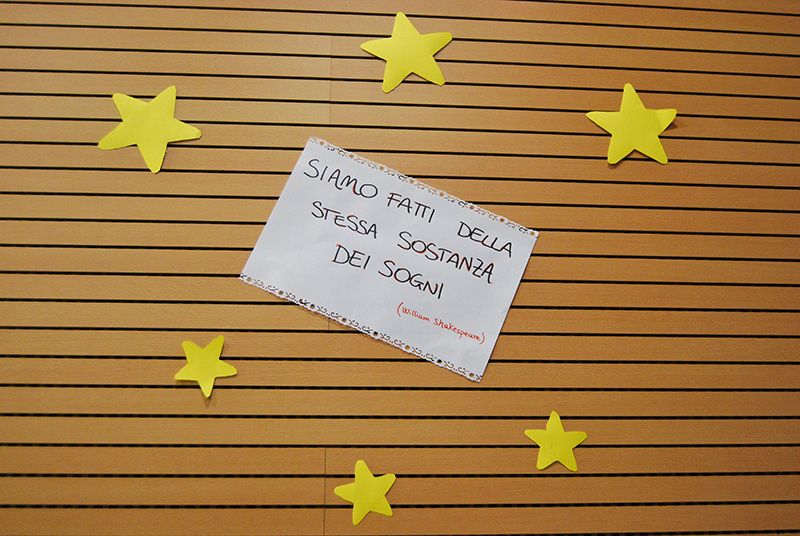 SIAMO FATTI DELLA
STESSA SOSTANZA
DEI SOGNI
(William Shakespeare)